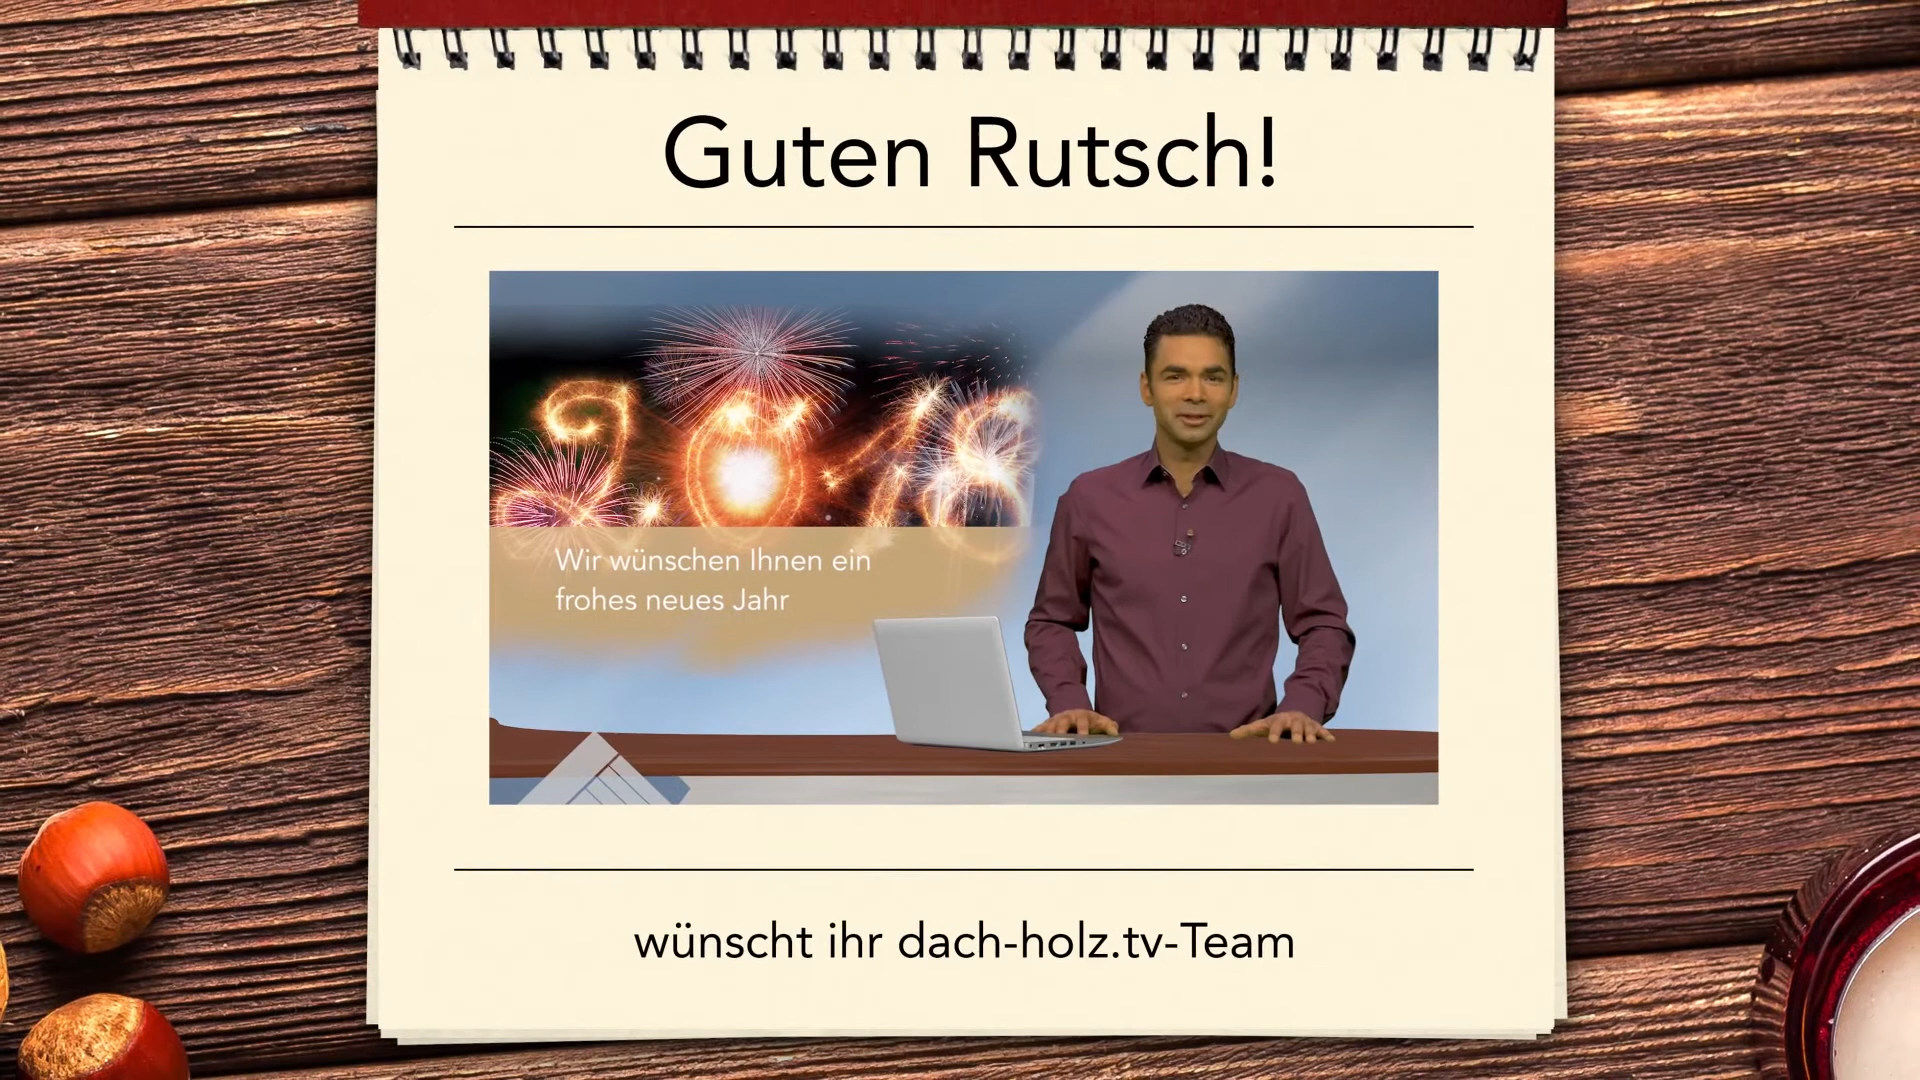 Guten Rutsch!
2018
Wir wünschen Ihnen ein
frohes neues Jahr
wünscht ihr dach-holz.tv-Team